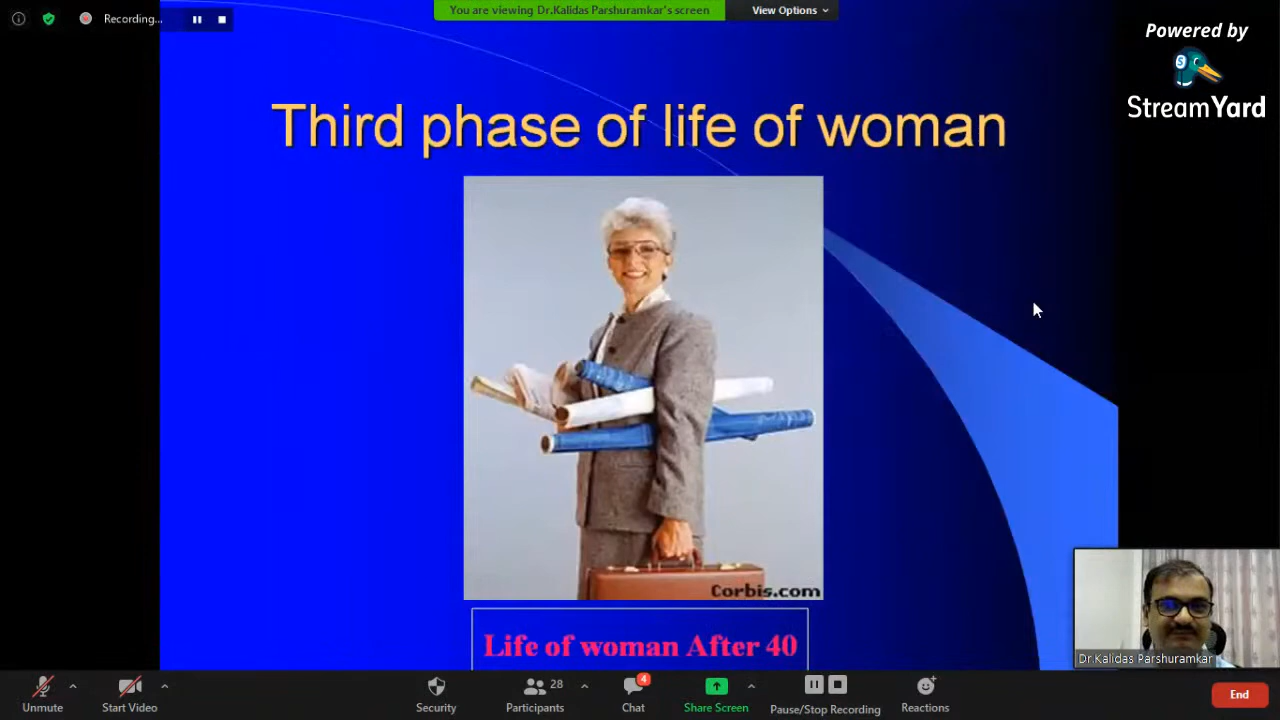 Recording...
You are viewing Dr.Kalidas Parshuramkar's screen
View Options
Powered by
StreamYard
Third phase of life of woman
Corbis.com
Life of woman After 40
Dr.Kalidas Parshuramkar
Unmute
Start Video
Security
28
Participants
4
Chat
Share Screen
Pause/Stop Recording
Reactions
End